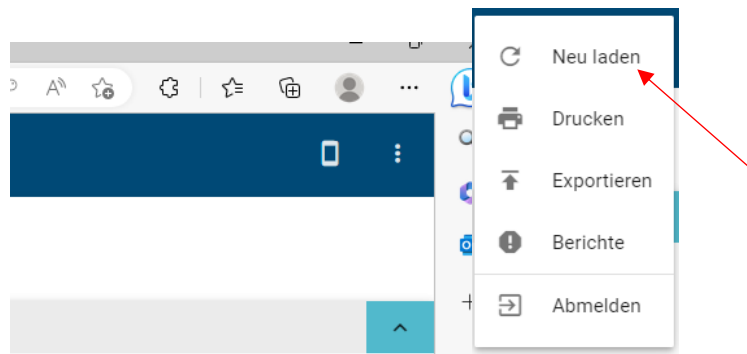 Neu laden
Drucken
Exportieren
Berichte
Abmelden